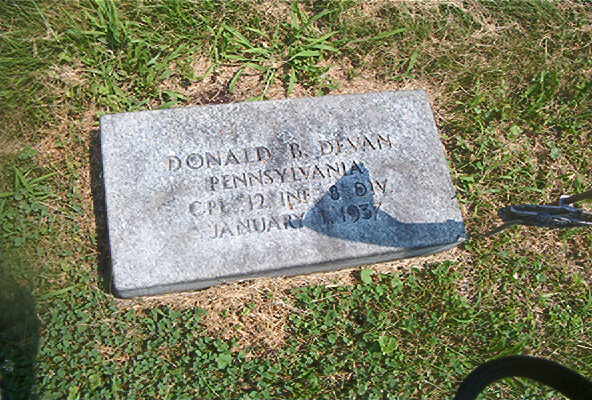 DONALD B. DEVAN
PENNSYLVANIA
CPL. 12 INF. 8 DIV.
JANUARY 1, 1937